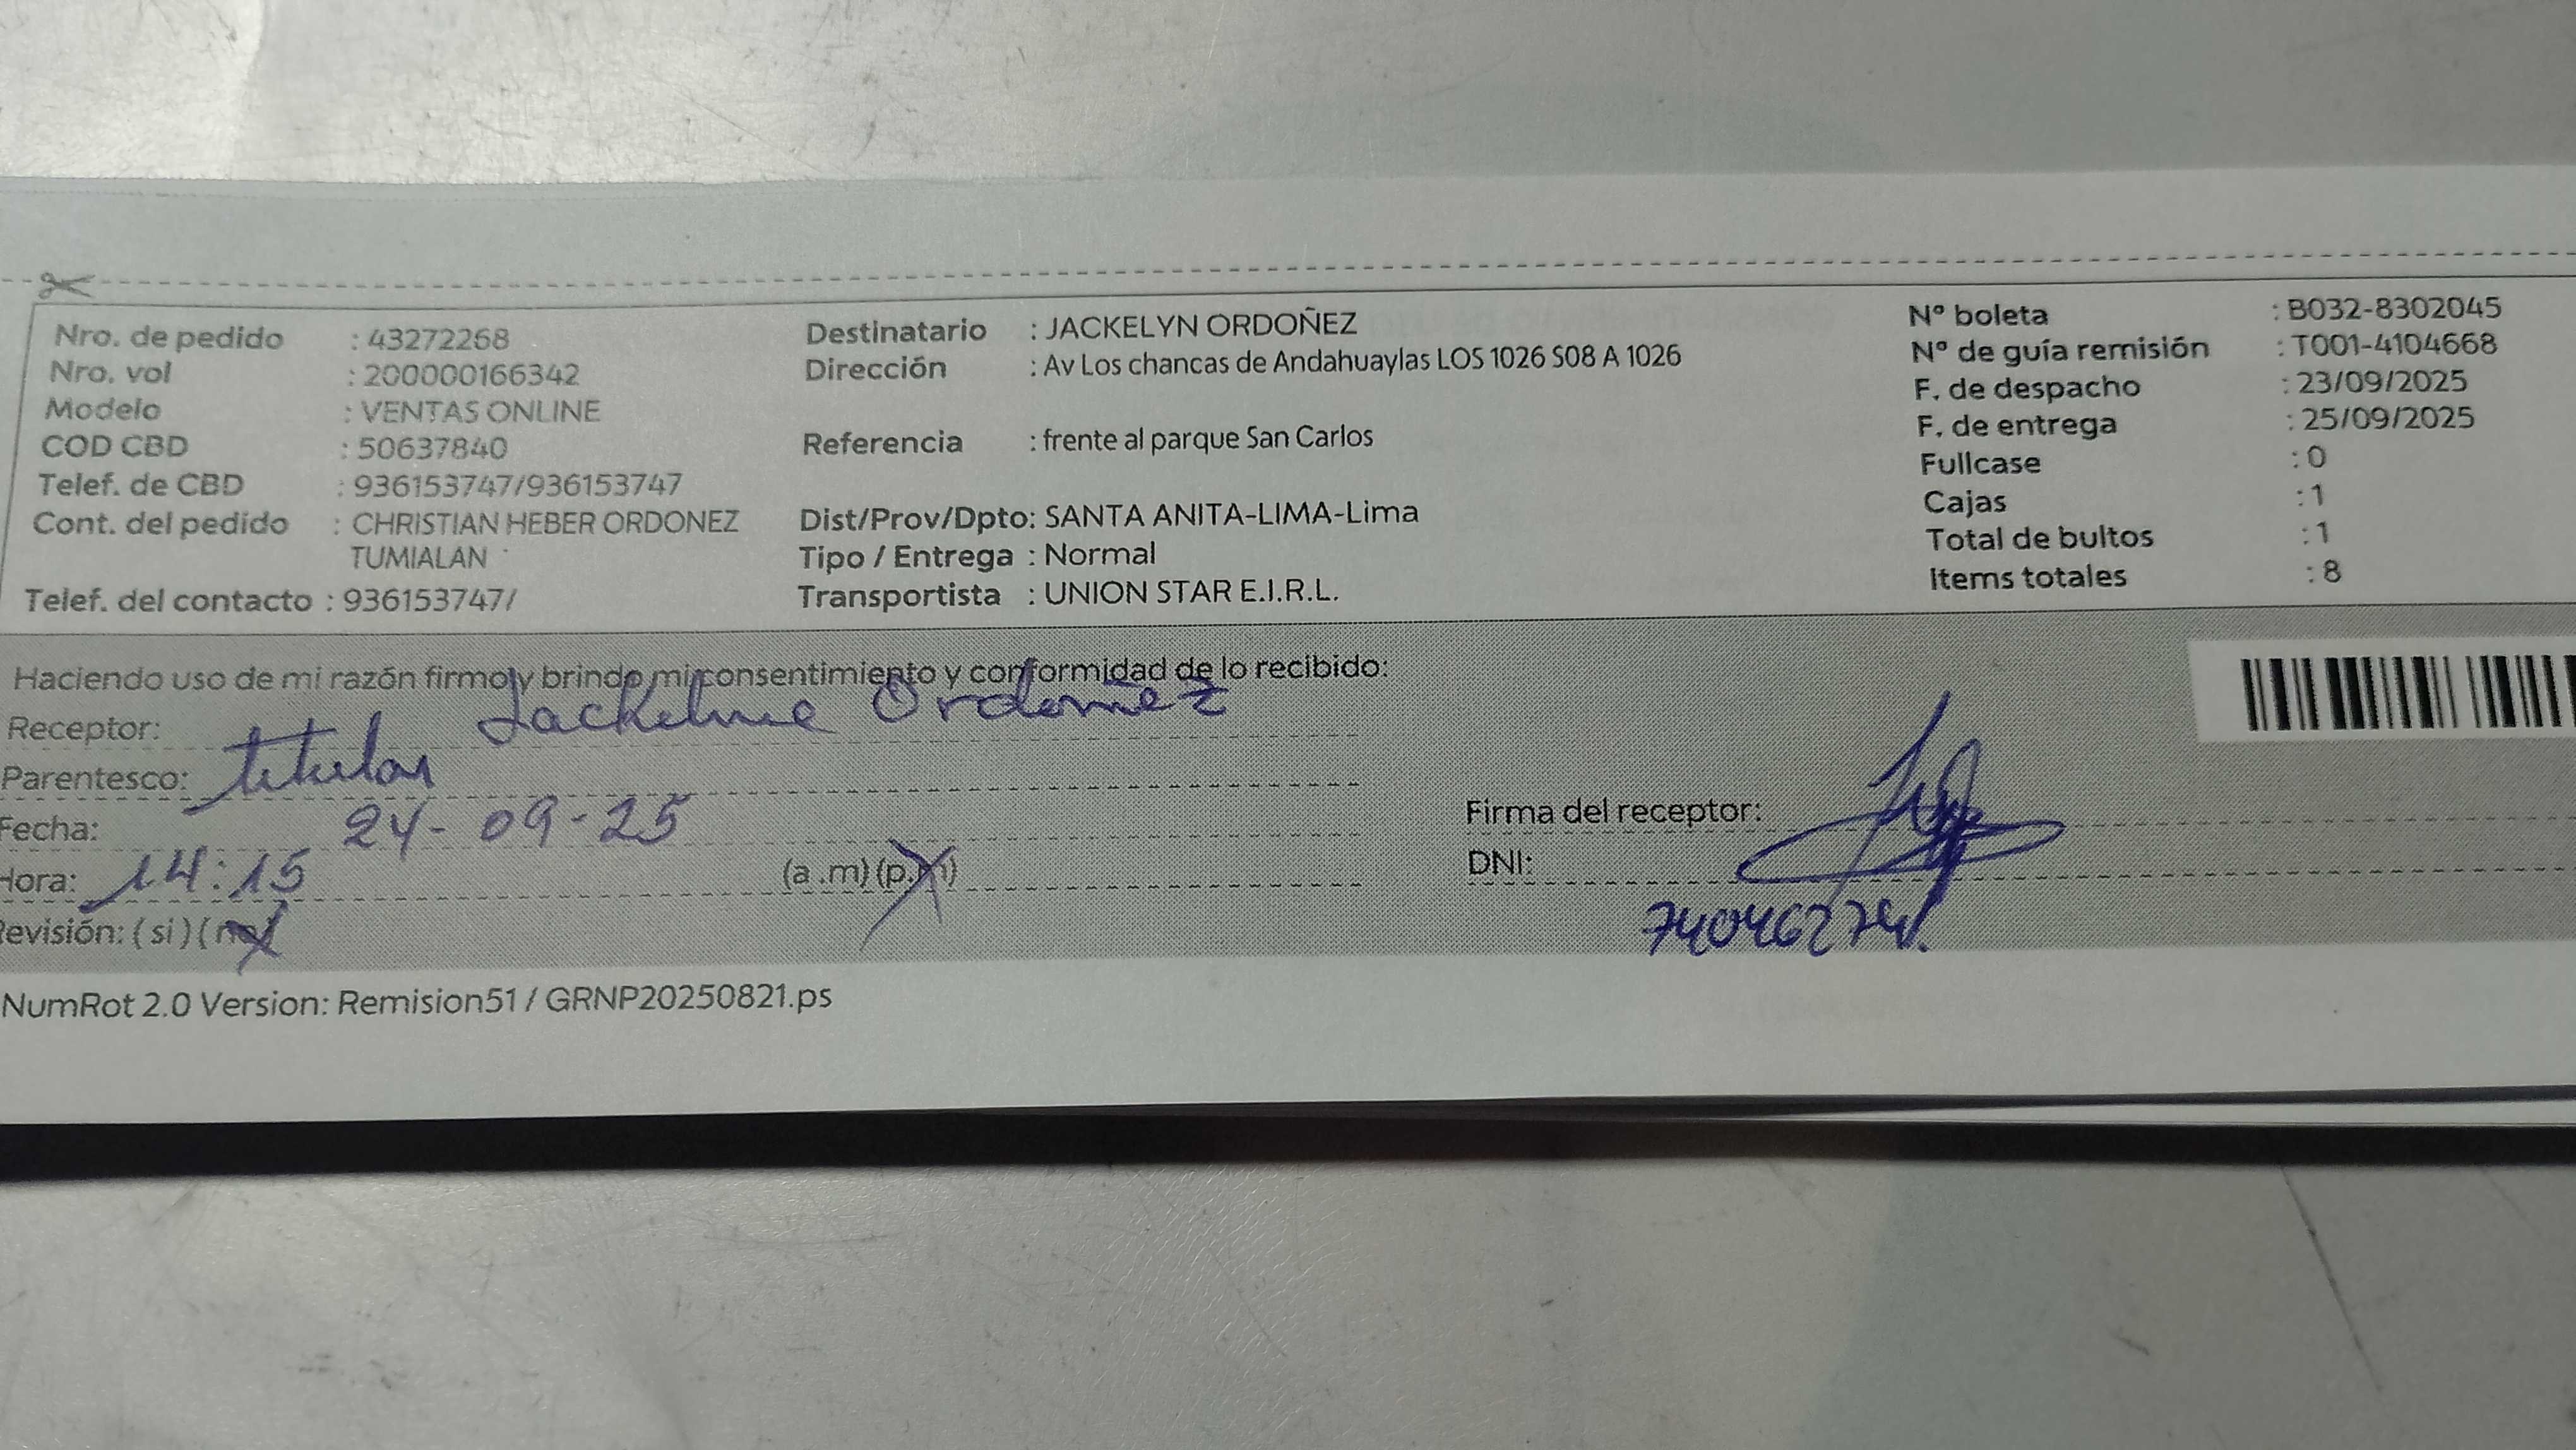 Nro. de pedido : 43272268
Nro. vol : 200000166342
Modelo : VENTAS ONLINE
COD CBD : 50637840
Telef. de CBD : 936153747/936153747
Cont. del pedido : CHRISTIAN HEBER ORDONEZ
TUMIALAN
Telef. del contacto : 936153747/
Destinatario : JACKELYN ORDOÑEZ
Dirección : Av Los chancas de Andahuaylas LOS 1026 S08 A 1026
Referencia : frente al parque San Carlos
Dist/Prov/Dpto: SANTA ANITA-LIMA-Lima
Tipo / Entrega : Normal
Transportista : UNION STAR E.I.R.L.
N° boleta : B032-8302045
N° de guía remisión : T001-4104668
F. de despacho : 23/09/2025
F. de entrega : 25/09/2025
Fullcase : 0
Cajas : 1
Total de bultos : 1
Items totales : 8
Haciendo uso de mi razón firmo y brindo mi consentimiento y conformidad de lo recibido:
Receptor: Jackeline Ordoñez
Parentesco: titular
Fecha: 24-09-25
Hora: 14:15 (a .m) (p.m)
Revisión: ( si ) ( no )
Firma del receptor:
DNI: 74046274
NumRot 2.0 Version: Remision51 / GRNP20250821.ps